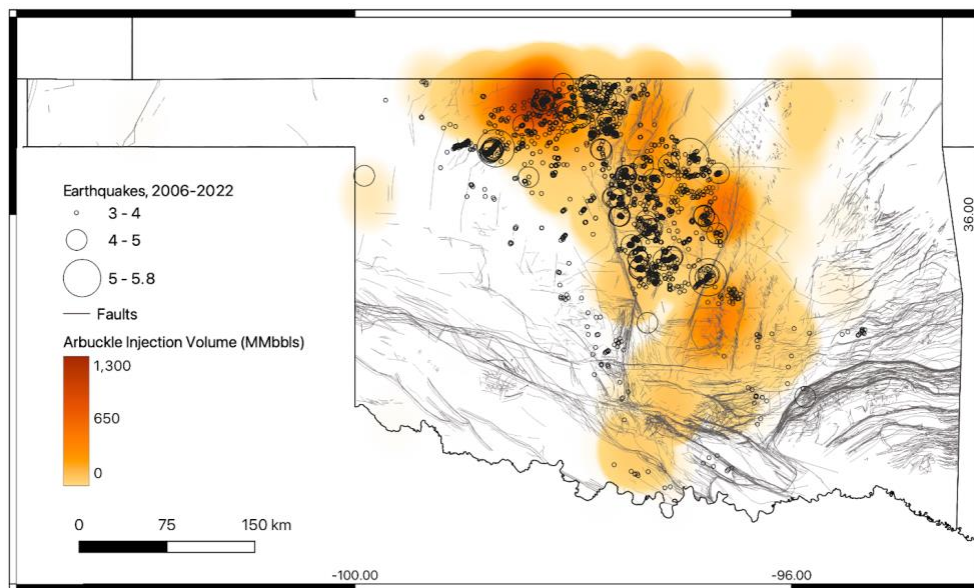 Earthquakes, 2006-2022
3 - 4
4 - 5
5 - 5.8
Faults
Arbuckle Injection Volume (MMbbls)
1,300
650
0
0 75 150 km
36.00
-100.00 -96.00